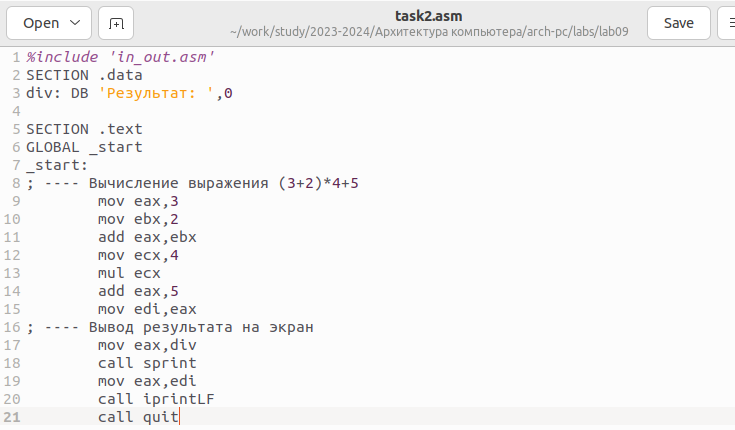 Open
task2.asm
~/work/study/2023-2024/Архитектура компьютера/arch-pc/labs/lab09
Save
1 %include 'in_out.asm'
2 SECTION .data
3 div: DB 'Результат: ',0
4
5 SECTION .text
6 GLOBAL _start
7 _start:
8 ; ---- Вычисление выражения (3+2)*4+5
9         mov eax,3
10         mov ebx,2
11         add eax,ebx
12         mov ecx,4
13         mul ecx
14         add eax,5
15         mov edi,eax
16 ; ---- Вывод результата на экран
17         mov eax,div
18         call sprint
19         mov eax,edi
20         call iprintLF
21         call quit